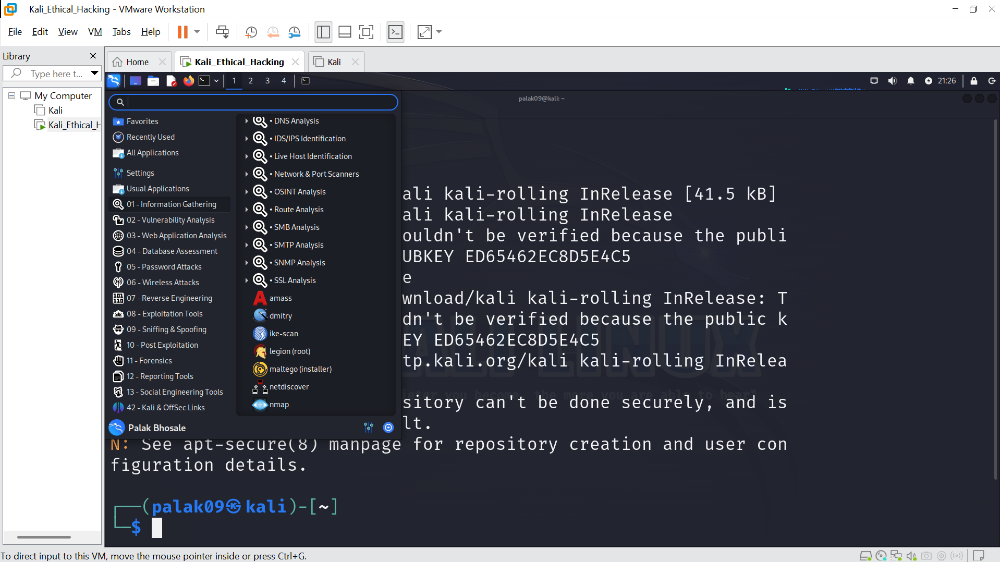 Kali_Ethical_Hacking - VMware Workstation
File Edit View VM Tabs Help
Library
Type here t...
My Computer
Kali
Kali_Ethical_H
Home
Kali_Ethical_Hacking
Kali
1 2 3 4
21:26
palak09@kali: ~
Favorites
Recently Used
All Applications
Settings
Usual Applications
01 - Information Gathering
02 - Vulnerability Analysis
03 - Web Application Analysis
04 - Database Assessment
05 - Password Attacks
06 - Wireless Attacks
07 - Reverse Engineering
08 - Exploitation Tools
09 - Sniffing & Spoofing
10 - Post Exploitation
11 - Forensics
12 - Reporting Tools
13 - Social Engineering Tools
42 - Kali & OffSec Links
• DNS Analysis
• IDS/IPS Identification
• Live Host Identification
• Network & Port Scanners
• OSINT Analysis
• Route Analysis
• SMB Analysis
• SMTP Analysis
• SNMP Analysis
• SSL Analysis
amass
dmitry
ike-scan
legion (root)
maltego (installer)
netdiscover
nmap
Palak Bhosale
ali kali-rolling InRelease [41.5 kB]
ali kali-rolling InRelease
ouldn't be verified because the publi
UBKEY ED65462EC8D5E4C5
e
wnload/kali kali-rolling InRelease: T
dn't be verified because the public k
EY ED65462EC8D5E4C5
tp.kali.org/kali kali-rolling InRelea
you become, the more you are able to hear"
sitory can't be done securely, and is
lt.
N: See apt-secure(8) manpage for repository creation and user con
figuration details.
(palak09㉿kali)-[~]
$
To direct input to this VM, move the mouse pointer inside or press Ctrl+G.